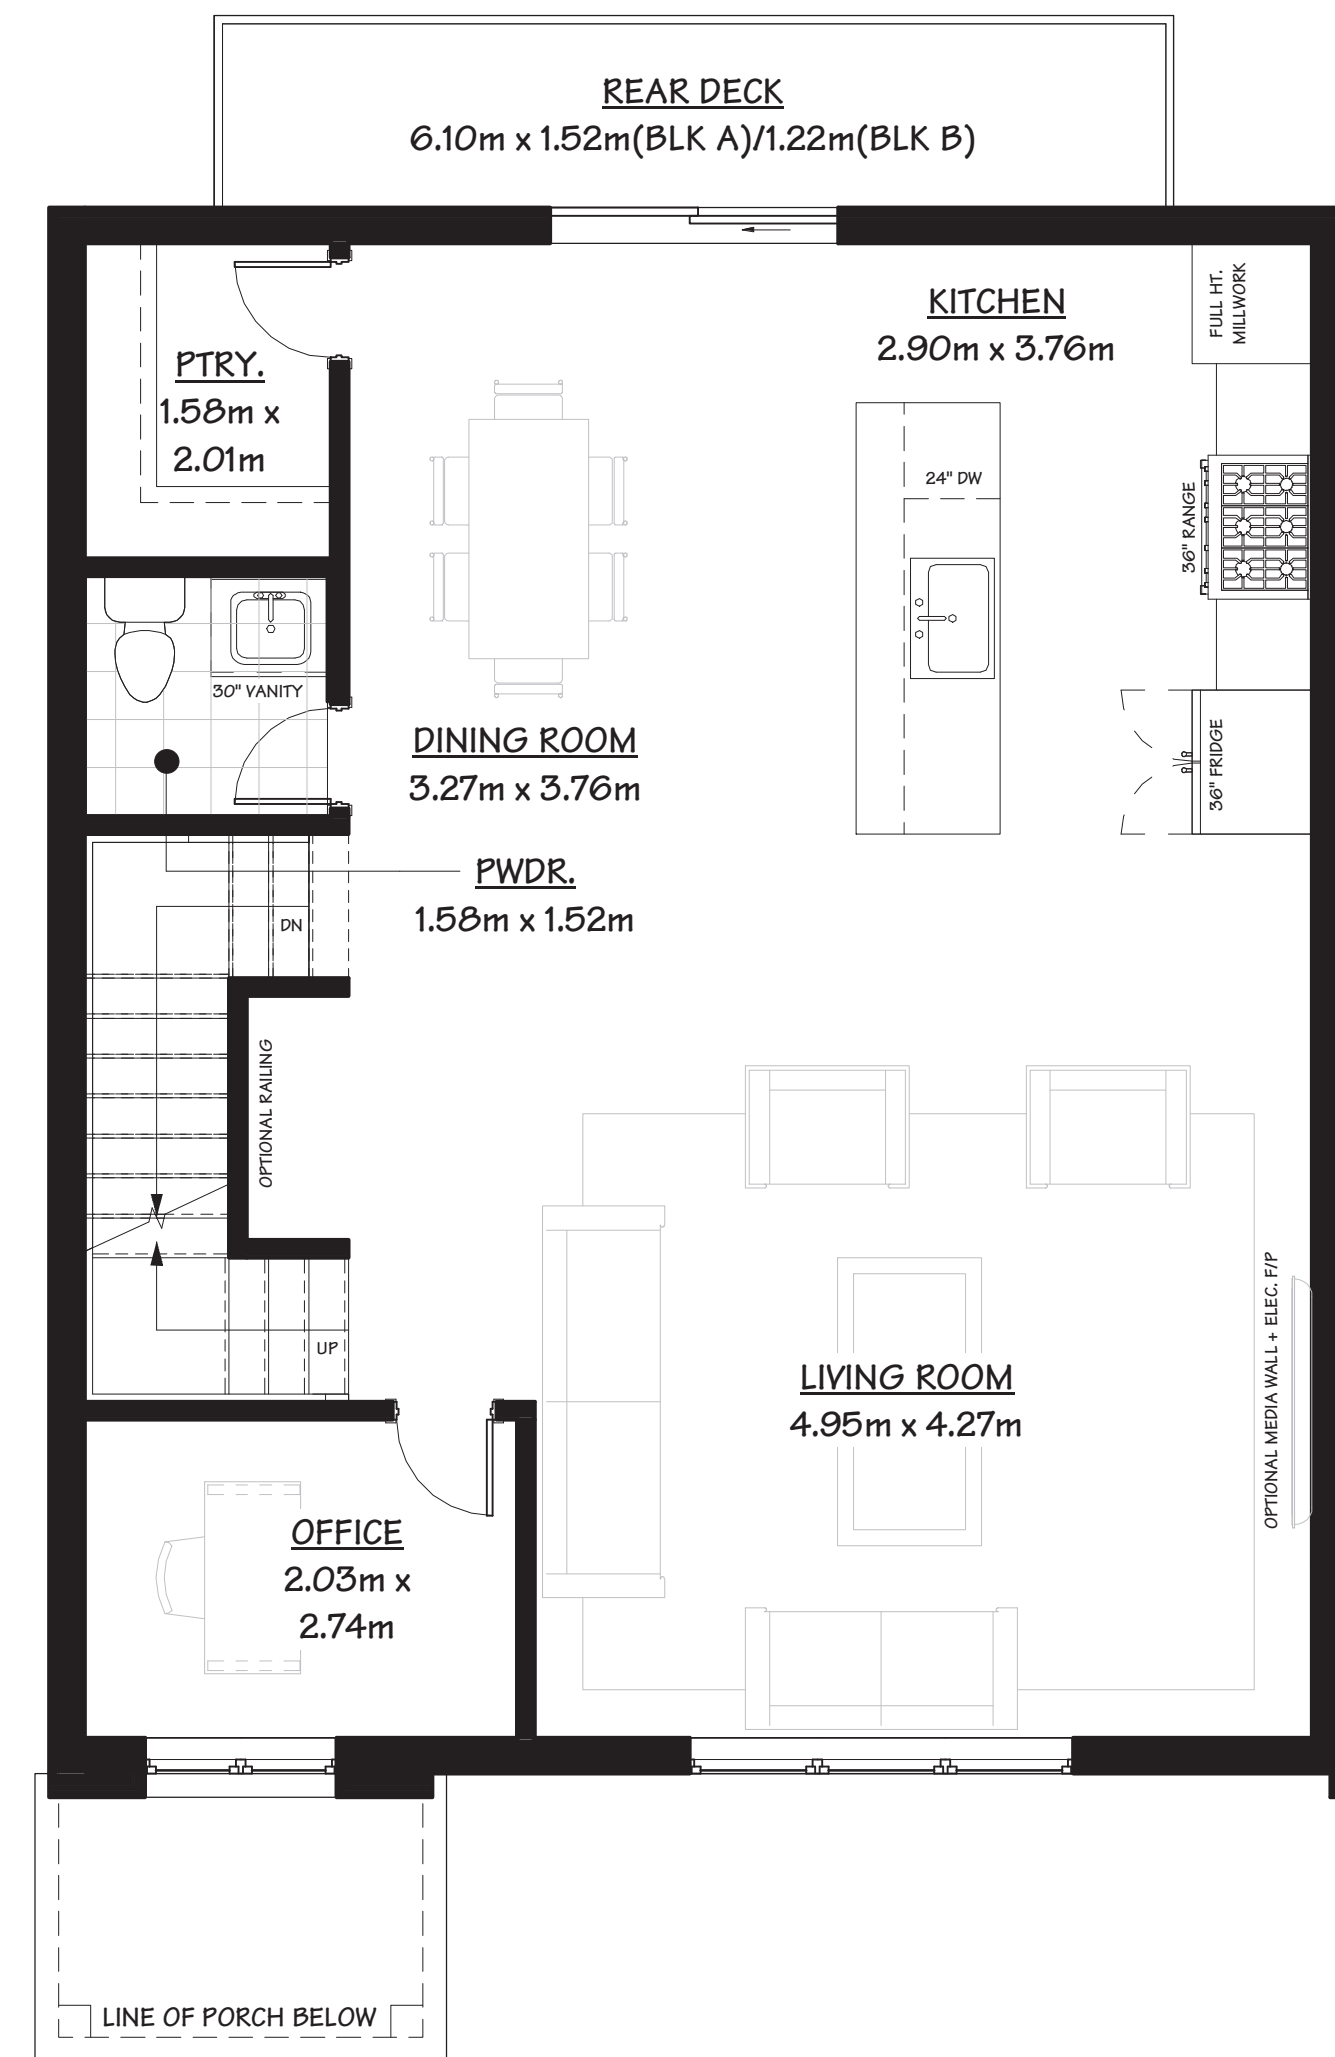 REAR DECK
6.10m x 1.52m(BLK A)/1.22m(BLK B)
KITCHEN
2.90m x 3.76m
FULL HT.
MILLWORK
PTRY.
1.58m x
2.01m
24" DW
36" RANGE
30" VANITY
36" FRIDGE
DINING ROOM
3.27m x 3.76m
PWDR.
1.58m x 1.52m
DN
OPTIONAL RAILING
UP
LIVING ROOM
4.95m x 4.27m
OPTIONAL MEDIA WALL + ELEC. F/P
OFFICE
2.03m x
2.74m
LINE OF PORCH BELOW